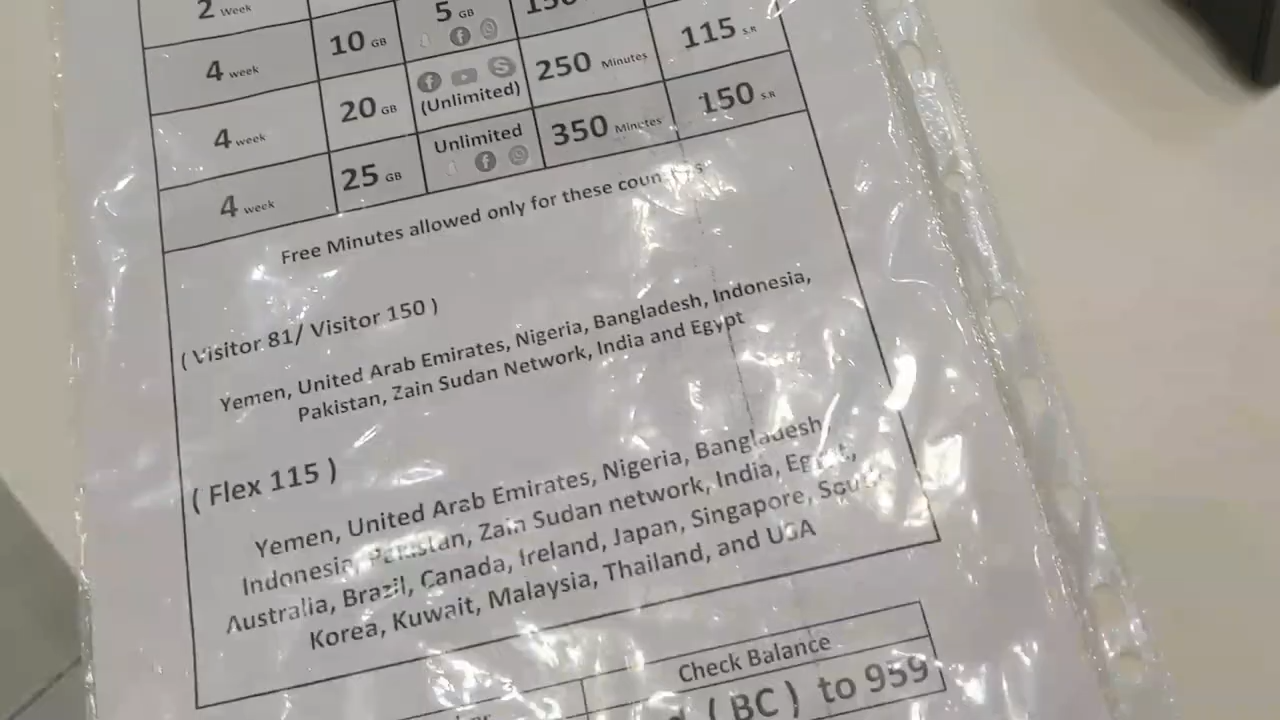 2 Week
5 GB
4 week
10 GB
115 S.R
4 week
20 GB
(Unlimited)
250 Minutes
150 S.R
4 week
25 GB
Unlimited
350 Minutes
Free Minutes allowed only for these
( Visitor 81/ Visitor 150 )
Yemen, United Arab Emirates, Nigeria, Bangladesh, Indonesia,
Pakistan, Zain Sudan Network, India and Egypt
( Flex 115 )
Yemen, United Arab Emirates, Nigeria, Bangladesh,
Indonesia, Pakistan, Zain Sudan network, India, Egypt,
Australia, Brazil, Canada, Ireland, Japan, Singapore, South
Korea, Kuwait, Malaysia, Thailand, and USA
Check Balance
( BC ) to 959